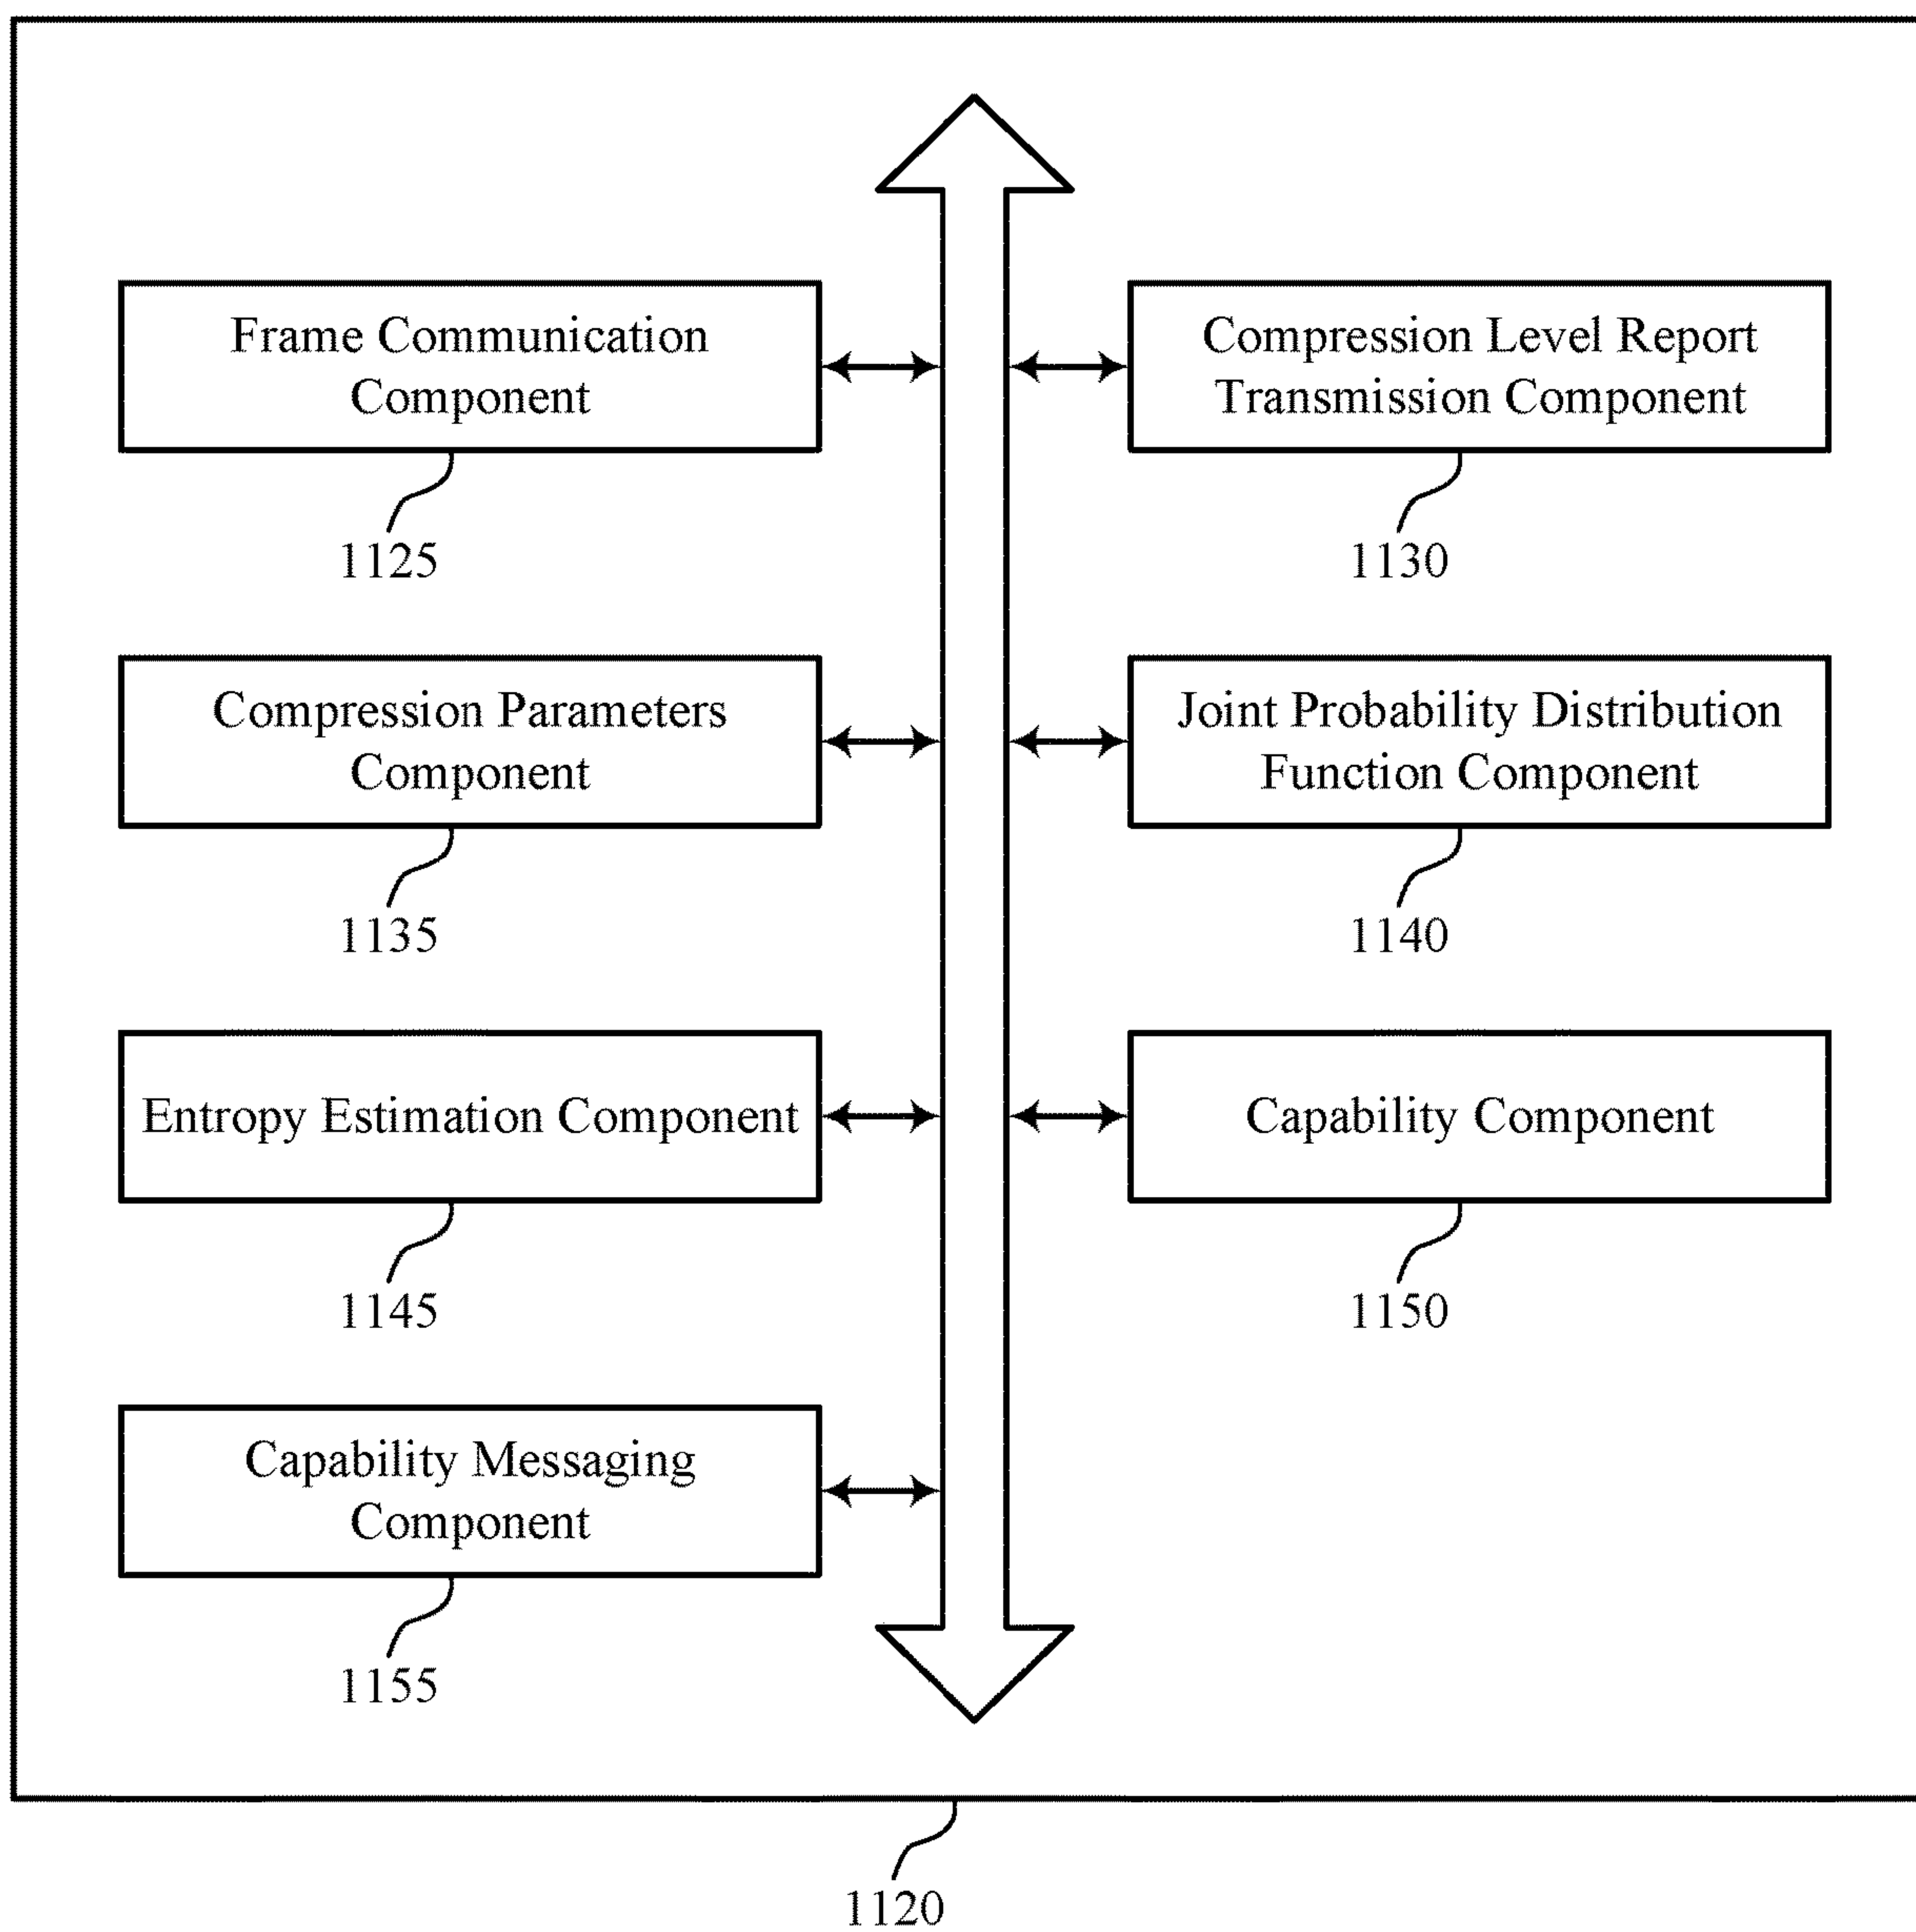 Frame Communication
Component
1125
Compression Level Report
Transmission Component
1130
Compression Parameters
Component
1135
Joint Probability Distribution
Function Component
1140
Entropy Estimation Component
1145
Capability Component
1150
Capability Messaging
Component
1155
1120